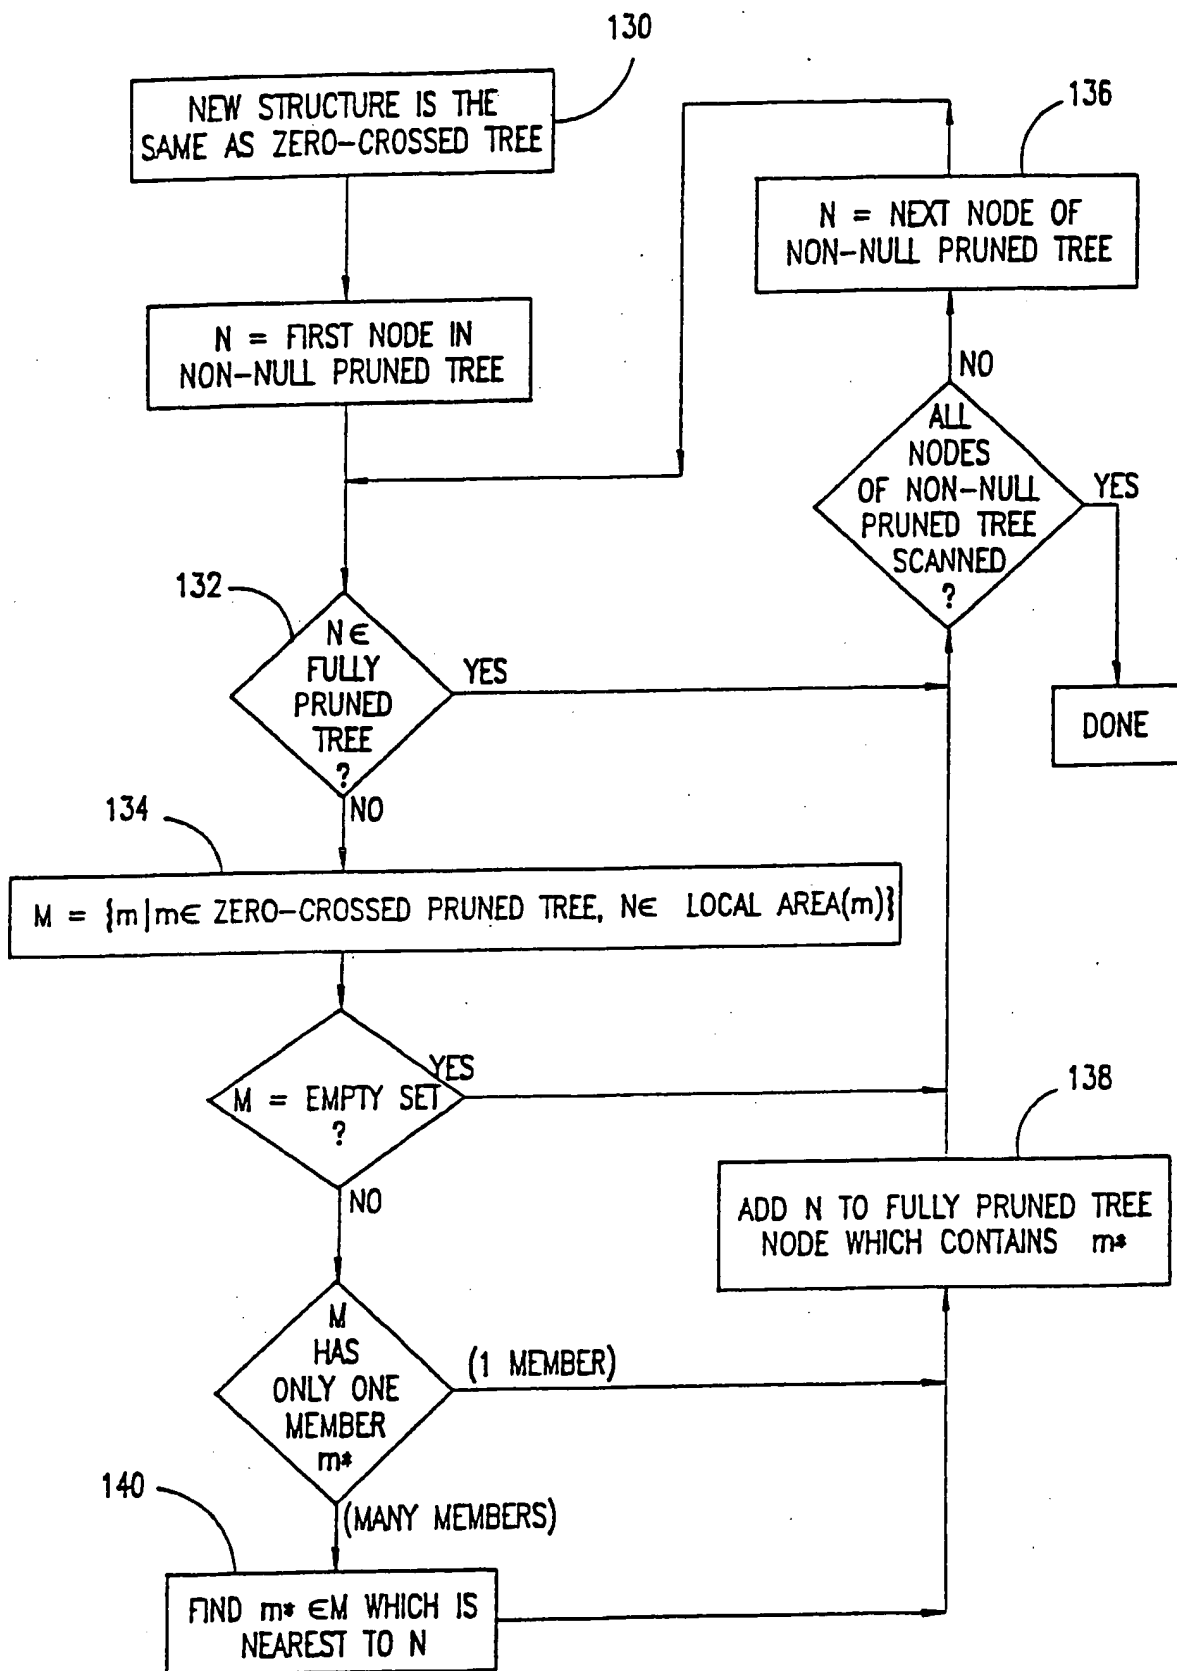 130
NEW STRUCTURE IS THE
SAME AS ZERO-CROSSED TREE
136
N = NEXT NODE OF
NON-NULL PRUNED TREE
N = FIRST NODE IN
NON-NULL PRUNED TREE
NO
ALL
NODES
OF NON-NULL
PRUNED TREE
SCANNED
?
YES
DONE
132
N∈
FULLY
PRUNED
TREE
?
YES
NO
134
M = {m|m∈ ZERO-CROSSED PRUNED TREE, N∈ LOCAL AREA(m)}
M = EMPTY SET
?
YES
NO
138
ADD N TO FULLY PRUNED TREE
NODE WHICH CONTAINS m*
M
HAS
ONLY ONE
MEMBER
m*
(1 MEMBER)
(MANY MEMBERS)
140
FIND m* ∈M WHICH IS
NEAREST TO N